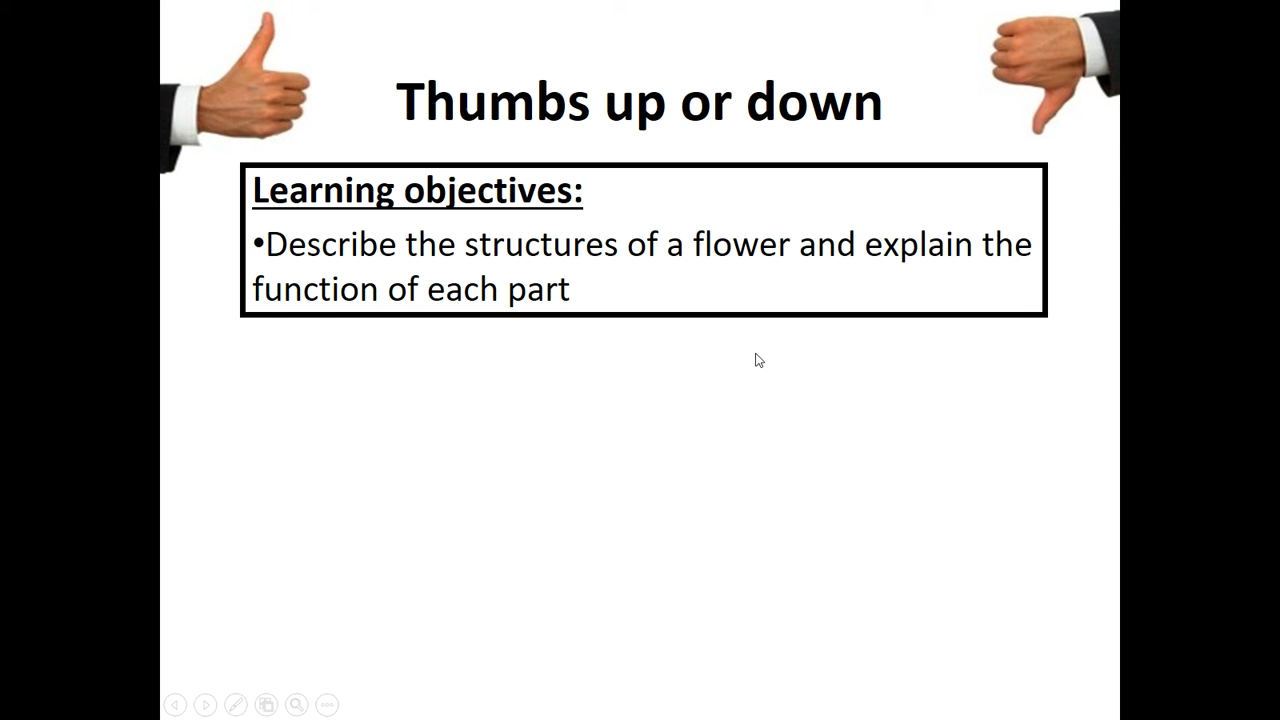 Thumbs up or down
Learning objectives:
•Describe the structures of a flower and explain the
function of each part